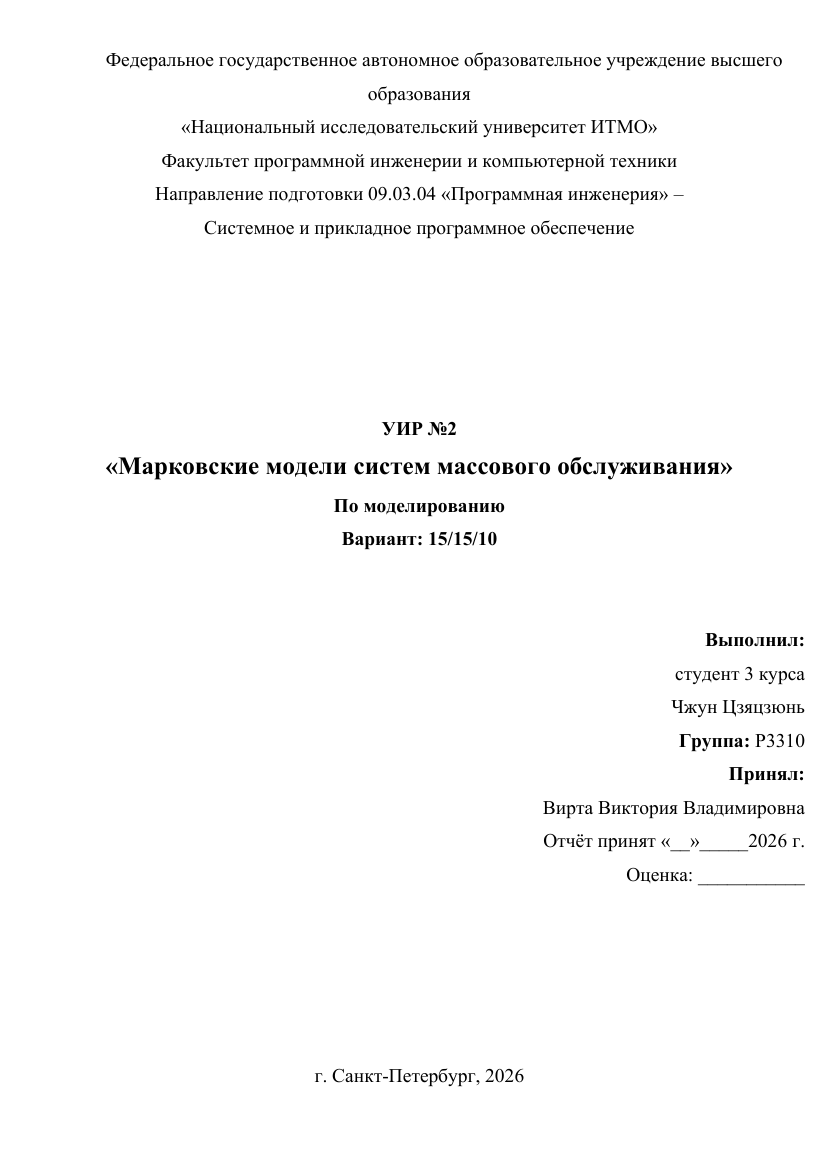 Федеральное государственное автономное образовательное учреждение высшего
образования
«Национальный исследовательский университет ИТМО»
Факультет программной инженерии и компьютерной техники
Направление подготовки 09.03.04 «Программная инженерия» –
Системное и прикладное программное обеспечение
УИР №2
«Марковские модели систем массового обслуживания»
По моделированию
Вариант: 15/15/10
Выполнил:
студент 3 курса
Чжун Цзяцзюнь
Группа: P3310
Принял:
Вирта Виктория Владимировна
Отчёт принят «__»_____2026 г.
Оценка: ___________
г. Санкт-Петербург, 2026